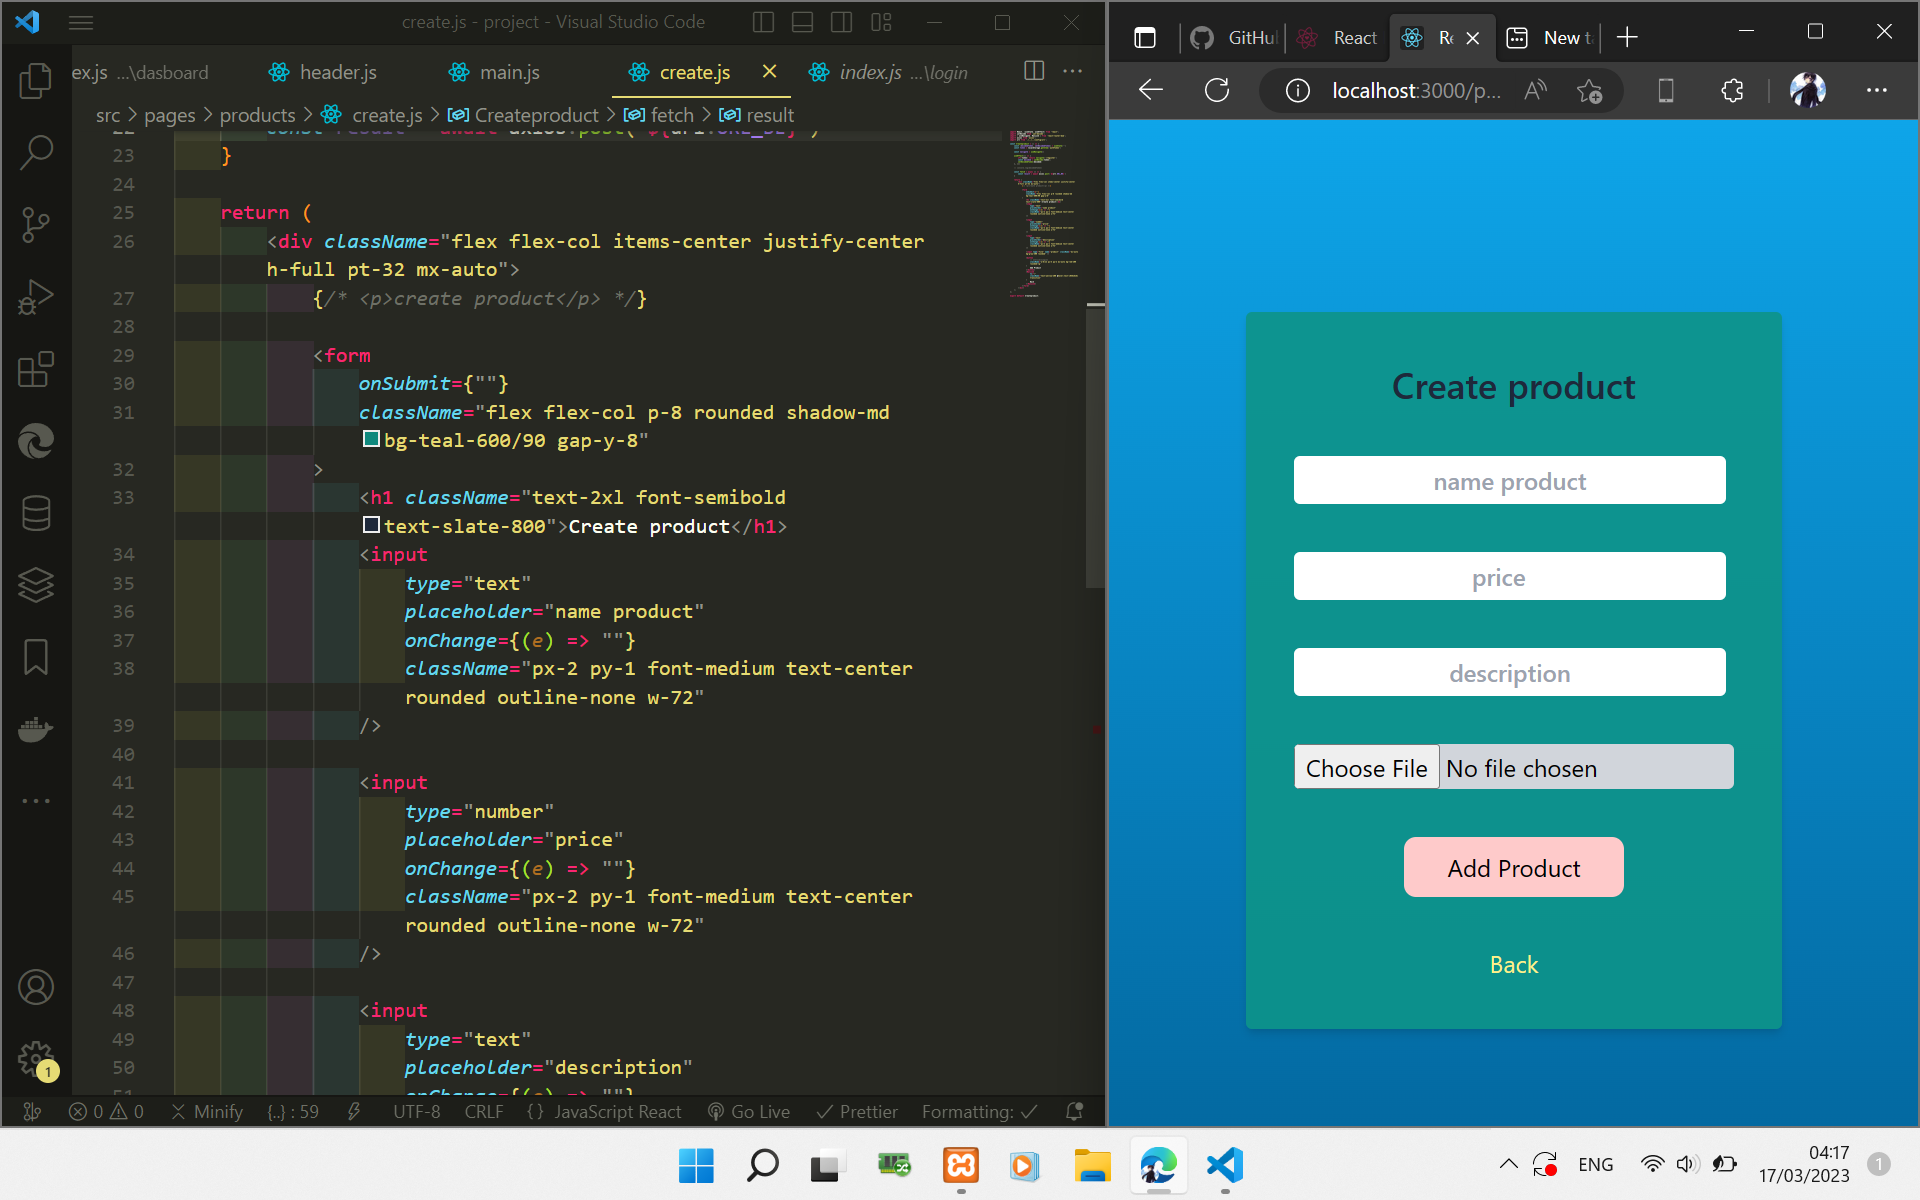 create.js - project - Visual Studio Code
ex.js ...\dasboard
header.js
main.js
create.js
index.js ...\login
src > pages > products > create.js > Createproduct > fetch > result
23 }
24
25 return (
26 <div className="flex flex-col items-center justify-center
h-full pt-32 mx-auto">
27 {/* <p>create product</p> */}
28
29 <form
30 onSubmit={""}
31 className="flex flex-col p-8 rounded shadow-md
bg-teal-600/90 gap-y-8"
32 >
33 <h1 className="text-2xl font-semibold
text-slate-800">Create product</h1>
34 <input
35 type="text"
36 placeholder="name product"
37 onChange={(e) => ""}
38 className="px-2 py-1 font-medium text-center
rounded outline-none w-72"
39 />
40
41 <input
42 type="number"
43 placeholder="price"
44 onChange={(e) => ""}
45 className="px-2 py-1 font-medium text-center
rounded outline-none w-72"
46 />
47
48 <input
49 type="text"
50 placeholder="description"
1
0 0 Minify {..} : 59 UTF-8 CRLF {} JavaScript React Go Live Prettier Formatting:
GitHul
React
Re
New t
localhost:3000/p...
Create product
name product
price
description
Choose File No file chosen
Add Product
Back
ENG
04:17
17/03/2023
1